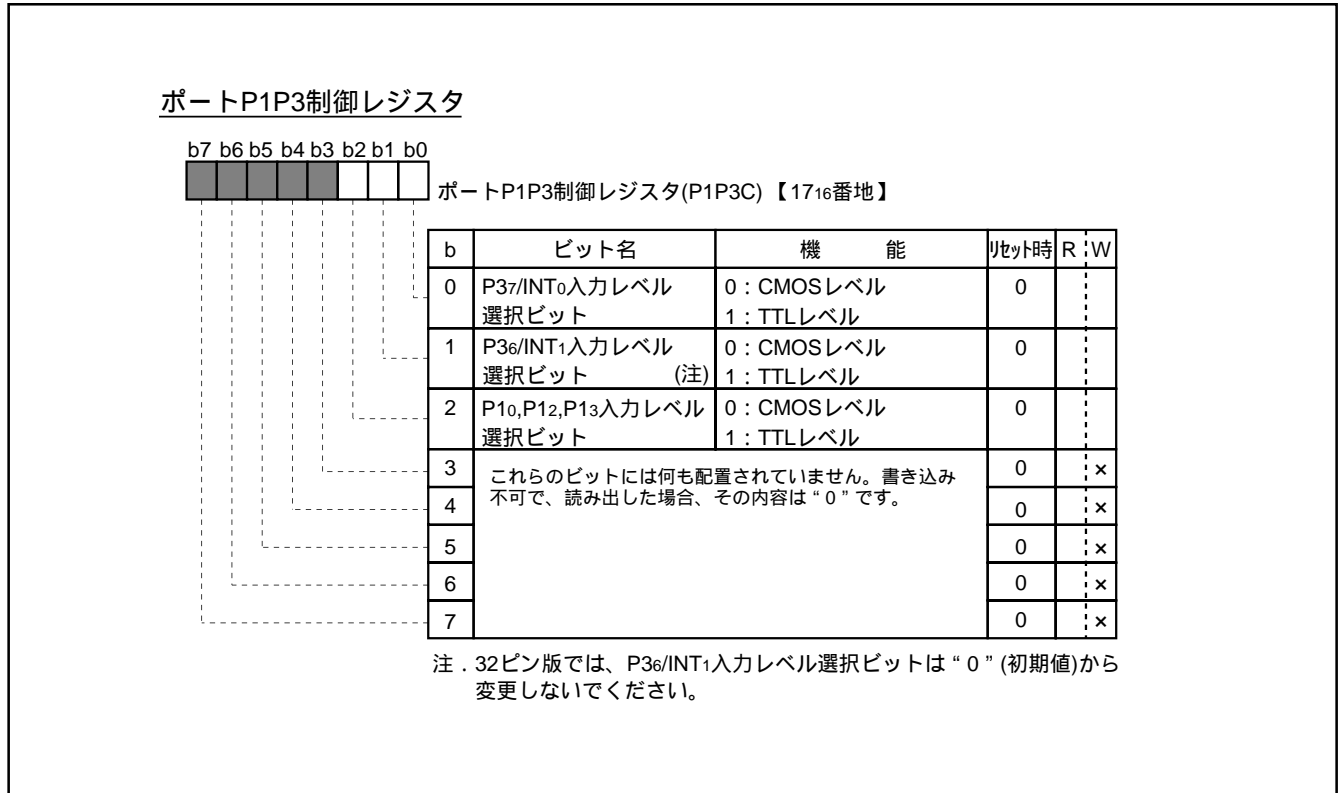 ポートP1P3制御レジスタ
b7 b6 b5 b4 b3 b2 b1 b0
ポートP1P3制御レジスタ(P1P3C) 【1716番地】
b ビット名 機 能 リセット時 R W
0 P37/INT0入力レベル 0：CMOSレベル 0
選択ビット 1：TTLレベル
1 P36/INT1入力レベル 0：CMOSレベル 0
選択ビット (注) 1：TTLレベル
2 P10,P12,P13入力レベル 0：CMOSレベル 0
選択ビット 1：TTLレベル
3 これらのビットには何も配置されていません。書き込み 0 ×
4 不可で、読み出した場合、その内容は“0”です。 0 ×
5 0 ×
6 0 ×
7 0 ×
注．32ピン版では、P36/INT1入力レベル選択ビットは“0”(初期値)から
変更しないでください。